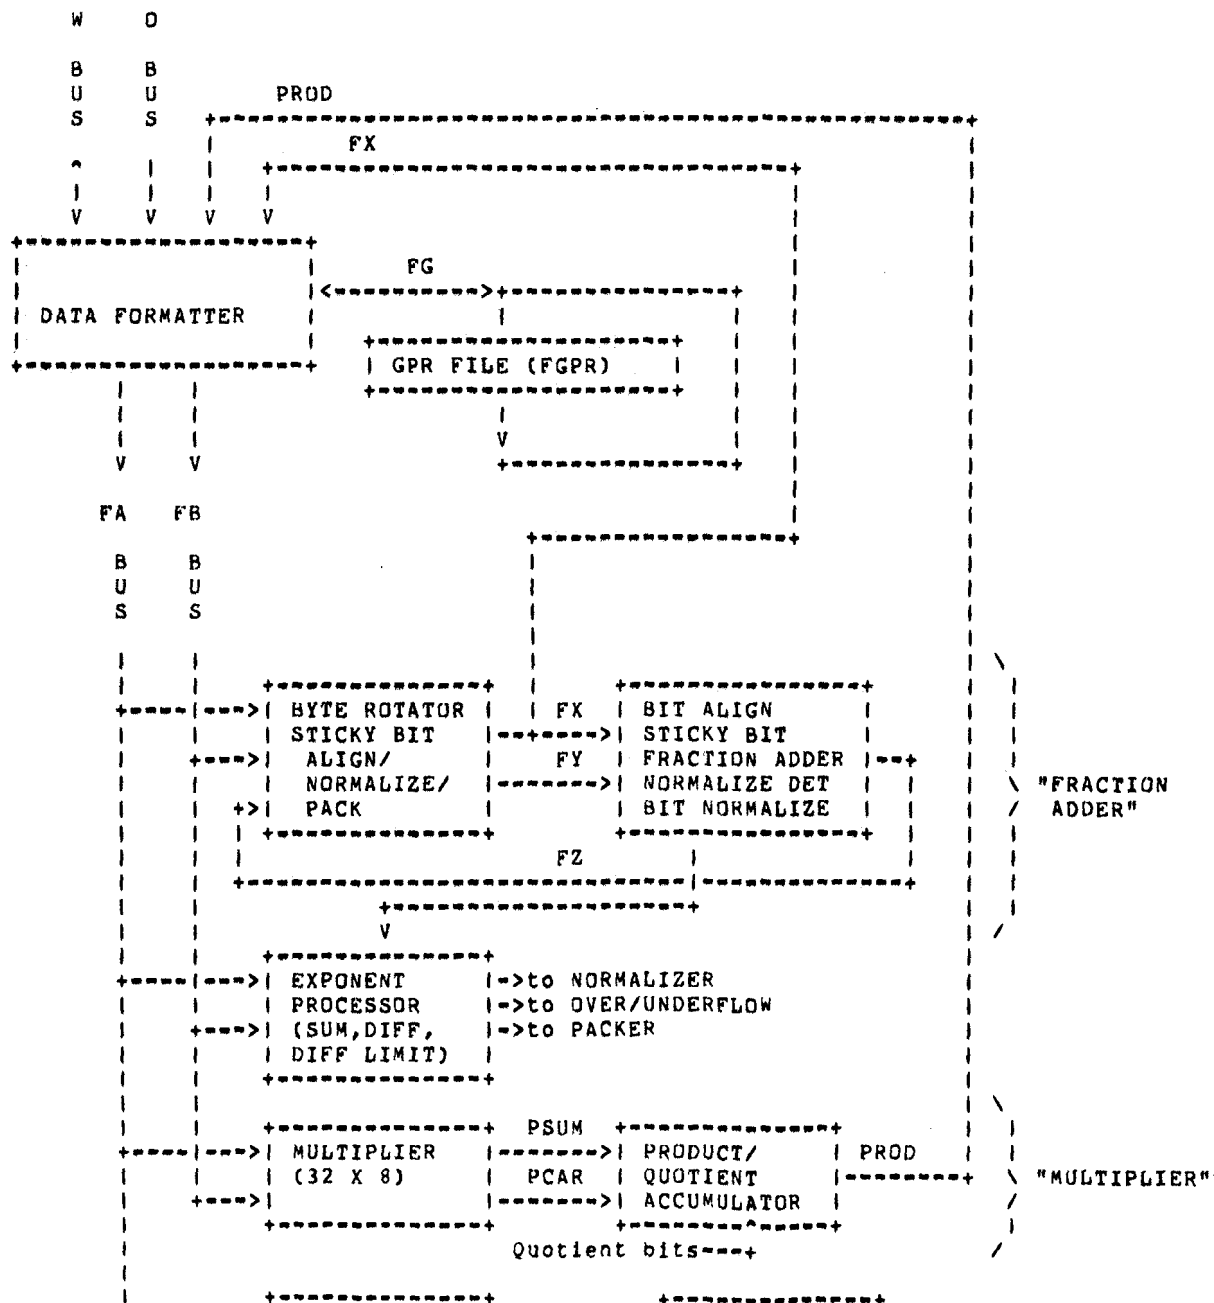 W O
B B
U U
S S
PROD
FX
FG
DATA FORMATTER
GPR FILE (FGPR)
FA FB
B B
U U
S S
BYTE ROTATOR
STICKY BIT
ALIGN/
NORMALIZE/
PACK
FX
FY
BIT ALIGN
STICKY BIT
FRACTION ADDER
NORMALIZE DET
BIT NORMALIZE
"FRACTION
ADDER"
FZ
EXPONENT
PROCESSOR
(SUM,DIFF,
DIFF LIMIT)
->to NORMALIZER
->to OVER/UNDERFLOW
->to PACKER
MULTIPLIER
(32 X 8)
PSUM
PCAR
PRODUCT/
QUOTIENT
ACCUMULATOR
PROD
"MULTIPLIER"
Quotient bits